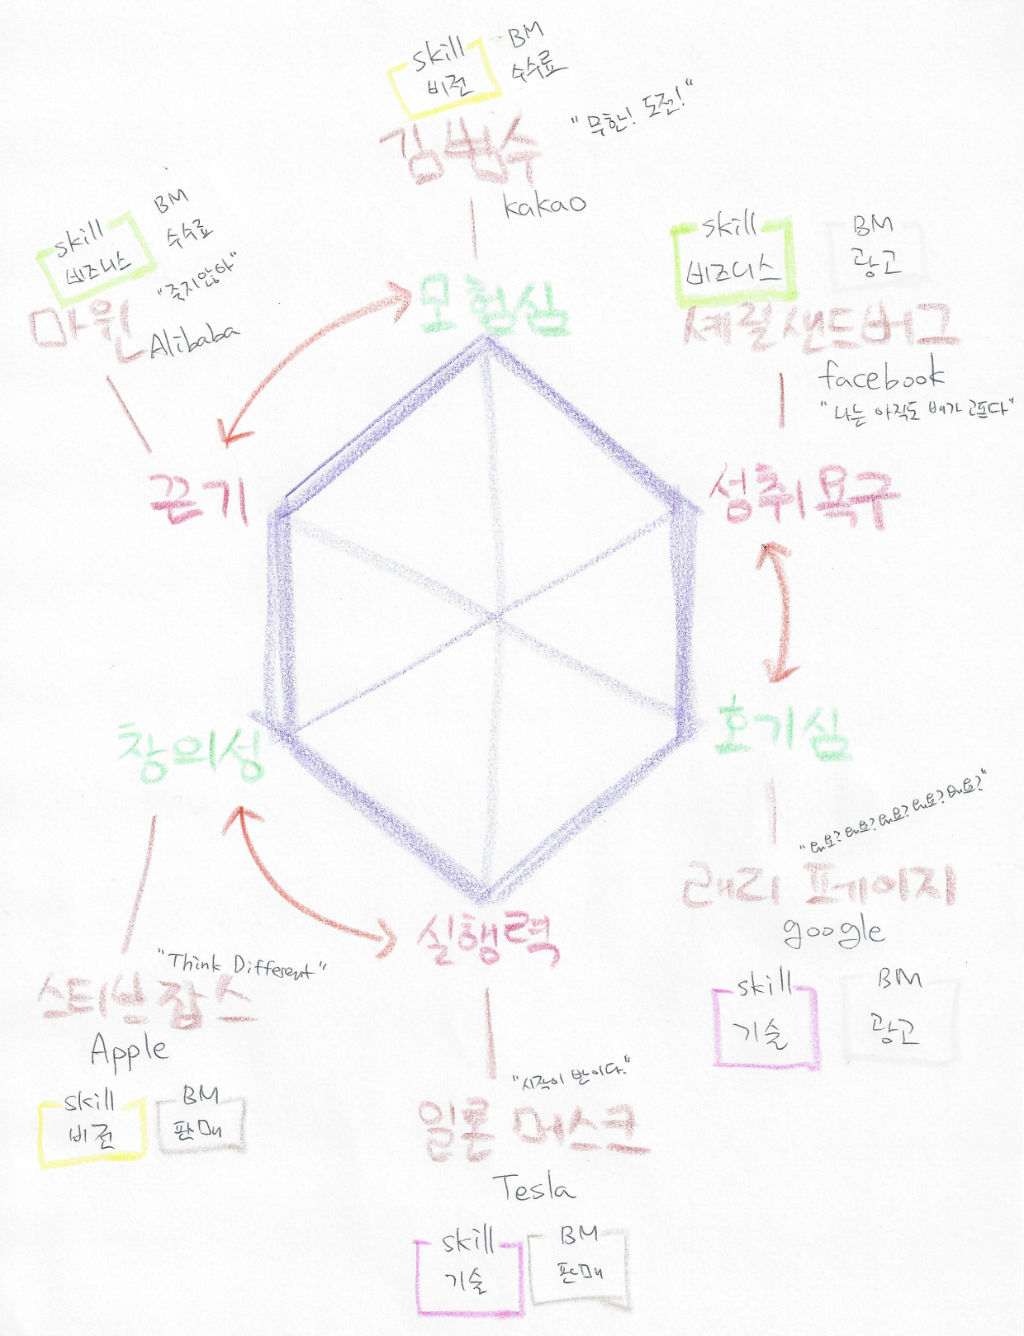 skill
비전
BM
수수료
"무한! 도전!"
김범수
kakao
모험심
skill
비즈니스
BM
수수료
"죽지않아"
마윈
Alibaba
끈기
skill
비즈니스
BM
광고
셰릴샌드버그
facebook
"나는 아직도 배가 고프다"
성취욕구
호기심
"왜요? 왜요? 왜요? 왜요? 왜요?"
래리 페이지
google
skill
기술
BM
광고
창의성
"Think Different"
스티브잡스
Apple
skill
비전
BM
판매
실행력
"시작이 반이다."
일론 머스크
Tesla
skill
기술
BM
판매